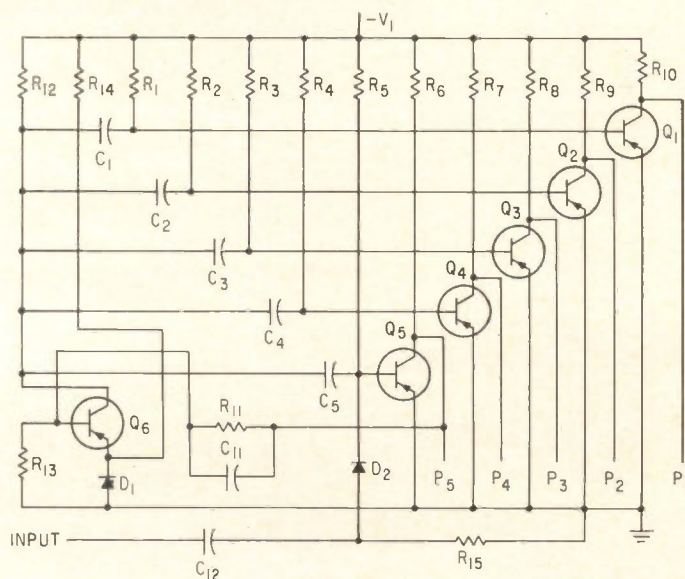 -V₁
R₁₂ R₁₄ R₁ R₂ R₃ R₄ R₅ R₆ R₇ R₈ R₉ R₁₀
C₁ Q₁
C₂ Q₂
C₃ Q₃
C₄ Q₄
C₅ Q₅
Q₆ R₁₁
C₁₁
R₁₃ D₁ D₂ P₅ P₄ P₃ P₂ P
INPUT C₁₂ R₁₅